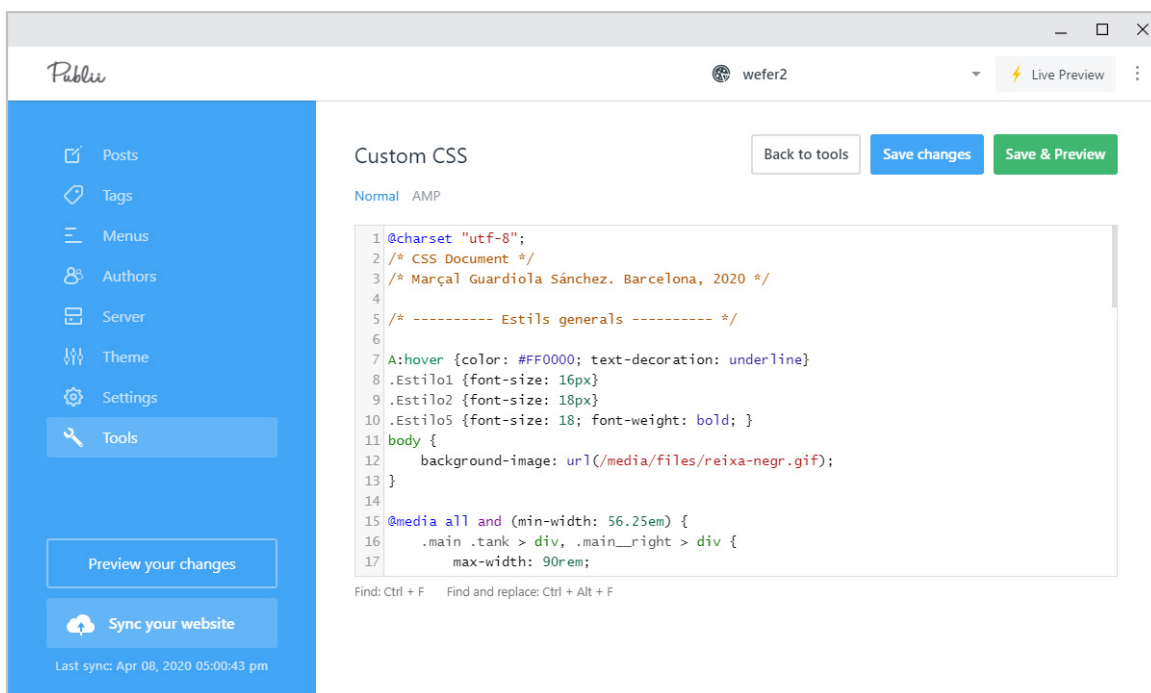 Publii
wefer2
Live Preview
Posts
Tags
Menus
Authors
Server
Theme
Settings
Tools
Preview your changes
Sync your website
Last sync: Apr 08, 2020 05:00:43 pm
Custom CSS
Back to tools
Save changes
Save & Preview
Normal AMP
1 @charset "utf-8";
2 /* CSS Document */
3 /* Marçal Guardiola Sánchez. Barcelona, 2020 */
4
5 /* ---------- Estils generals ---------- */
6
7 A:hover {color: #FF0000; text-decoration: underline}
8 .Estilo1 {font-size: 16px}
9 .Estilo2 {font-size: 18px}
10 .Estilo5 {font-size: 18; font-weight: bold; }
11 body {
12     background-image: url(/media/files/reixa-negr.gif);
13 }
14
15 @media all and (min-width: 56.25em) {
16     .main .tank > div, .main__right > div {
17         max-width: 90rem;
Find: Ctrl + F Find and replace: Ctrl + Alt + F